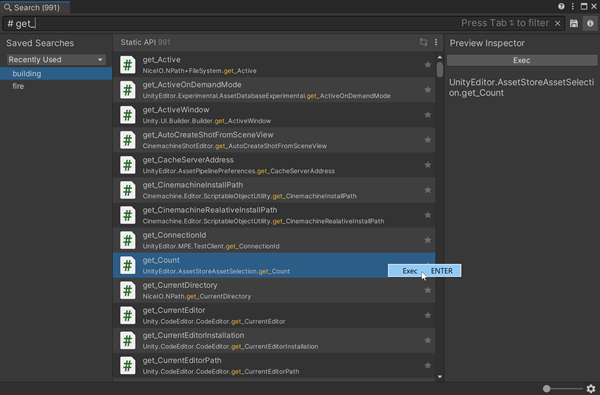 Search (991)
# get_
Press Tab ⇆ to filter
Saved Searches
Recently Used
building
fire
Static API 991
get_Active
NiceIO.NPath+FileSystem.get_Active
get_ActiveOnDemandMode
UnityEditor.Experimental.AssetDatabaseExperimental.get_ActiveOnDemandMode
get_ActiveWindow
Unity.UI.Builder.Builder.get_ActiveWindow
get_AutoCreateShotFromSceneView
CinemachineShotEditor.get_AutoCreateShotFromSceneView
get_CacheServerAddress
UnityEditor.AssetPipelinePreferences.get_CacheServerAddress
get_CinemachineInstallPath
Cinemachine.Editor.ScriptableObjectUtility.get_CinemachineInstallPath
get_CinemachineRealativeInstallPath
Cinemachine.Editor.ScriptableObjectUtility.get_CinemachineRealativeInstallPath
get_ConnectionId
UnityEditor.MPE.TestClient.get_ConnectionId
get_Count
UnityEditor.AssetStoreAssetSelection.get_Count
Exec ENTER
get_CurrentDirectory
NiceIO.NPath.get_CurrentDirectory
get_CurrentEditor
Unity.CodeEditor.CodeEditor.get_CurrentEditor
get_CurrentEditorInstallation
Unity.CodeEditor.CodeEditor.get_CurrentEditorInstallation
get_CurrentEditorPath
Unity.CodeEditor.CodeEditor.get_CurrentEditorPath
Preview Inspector
Exec
UnityEditor.AssetStoreAssetSelecti
on.get_Count